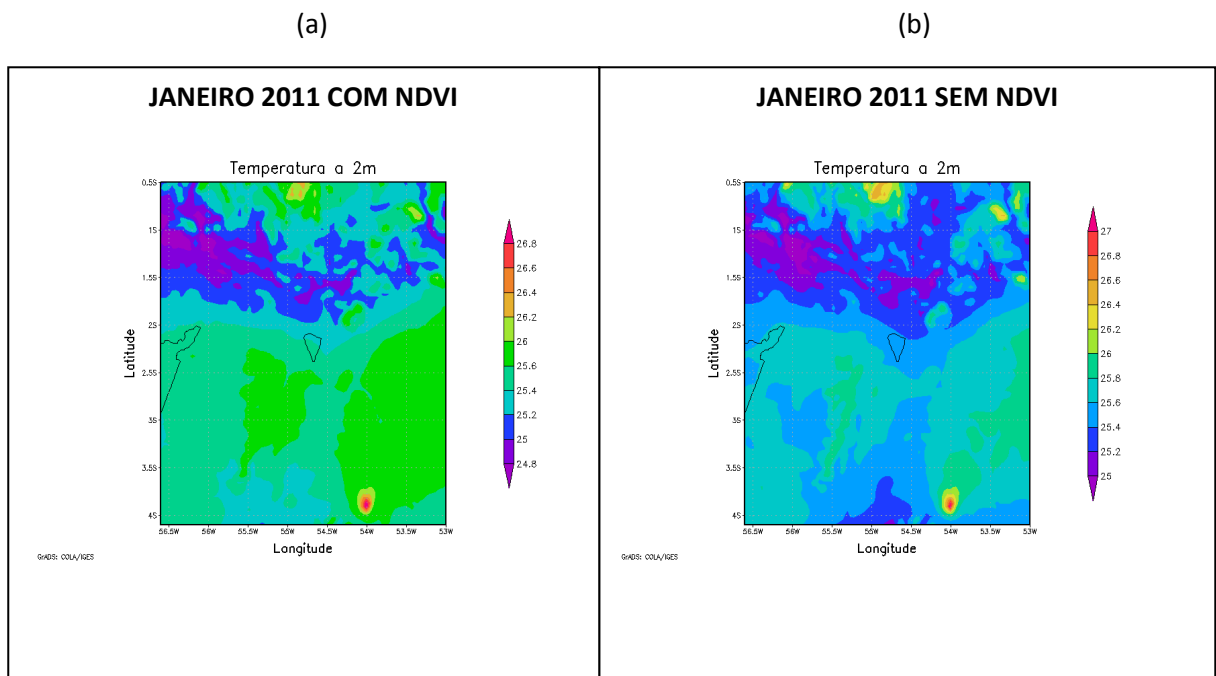 (a)
(b)
JANEIRO 2011 COM NDVI
JANEIRO 2011 SEM NDVI
Temperatura a 2m
0.5S
1S
1.5S
2S
2.5S
3S
3.5S
4S
Latitude
56.5W 56W 55.5W 55W 54.5W 54W 53.5W 53W
Longitude
26.8
26.6
26.4
26.2
25.8
25.6
25.4
25.2
25
24.8
GrADS: COLA/IGES
Temperatura a 2m
0.5S
1S
1.5S
2S
2.5S
3S
3.5S
4S
Latitude
56.5W 56W 55.5W 55W 54.5W 54W 53.5W 53W
Longitude
27
26.8
26.6
26.4
26.2
25.8
25.6
25.4
25.2
25
GrADS: COLA/IGES